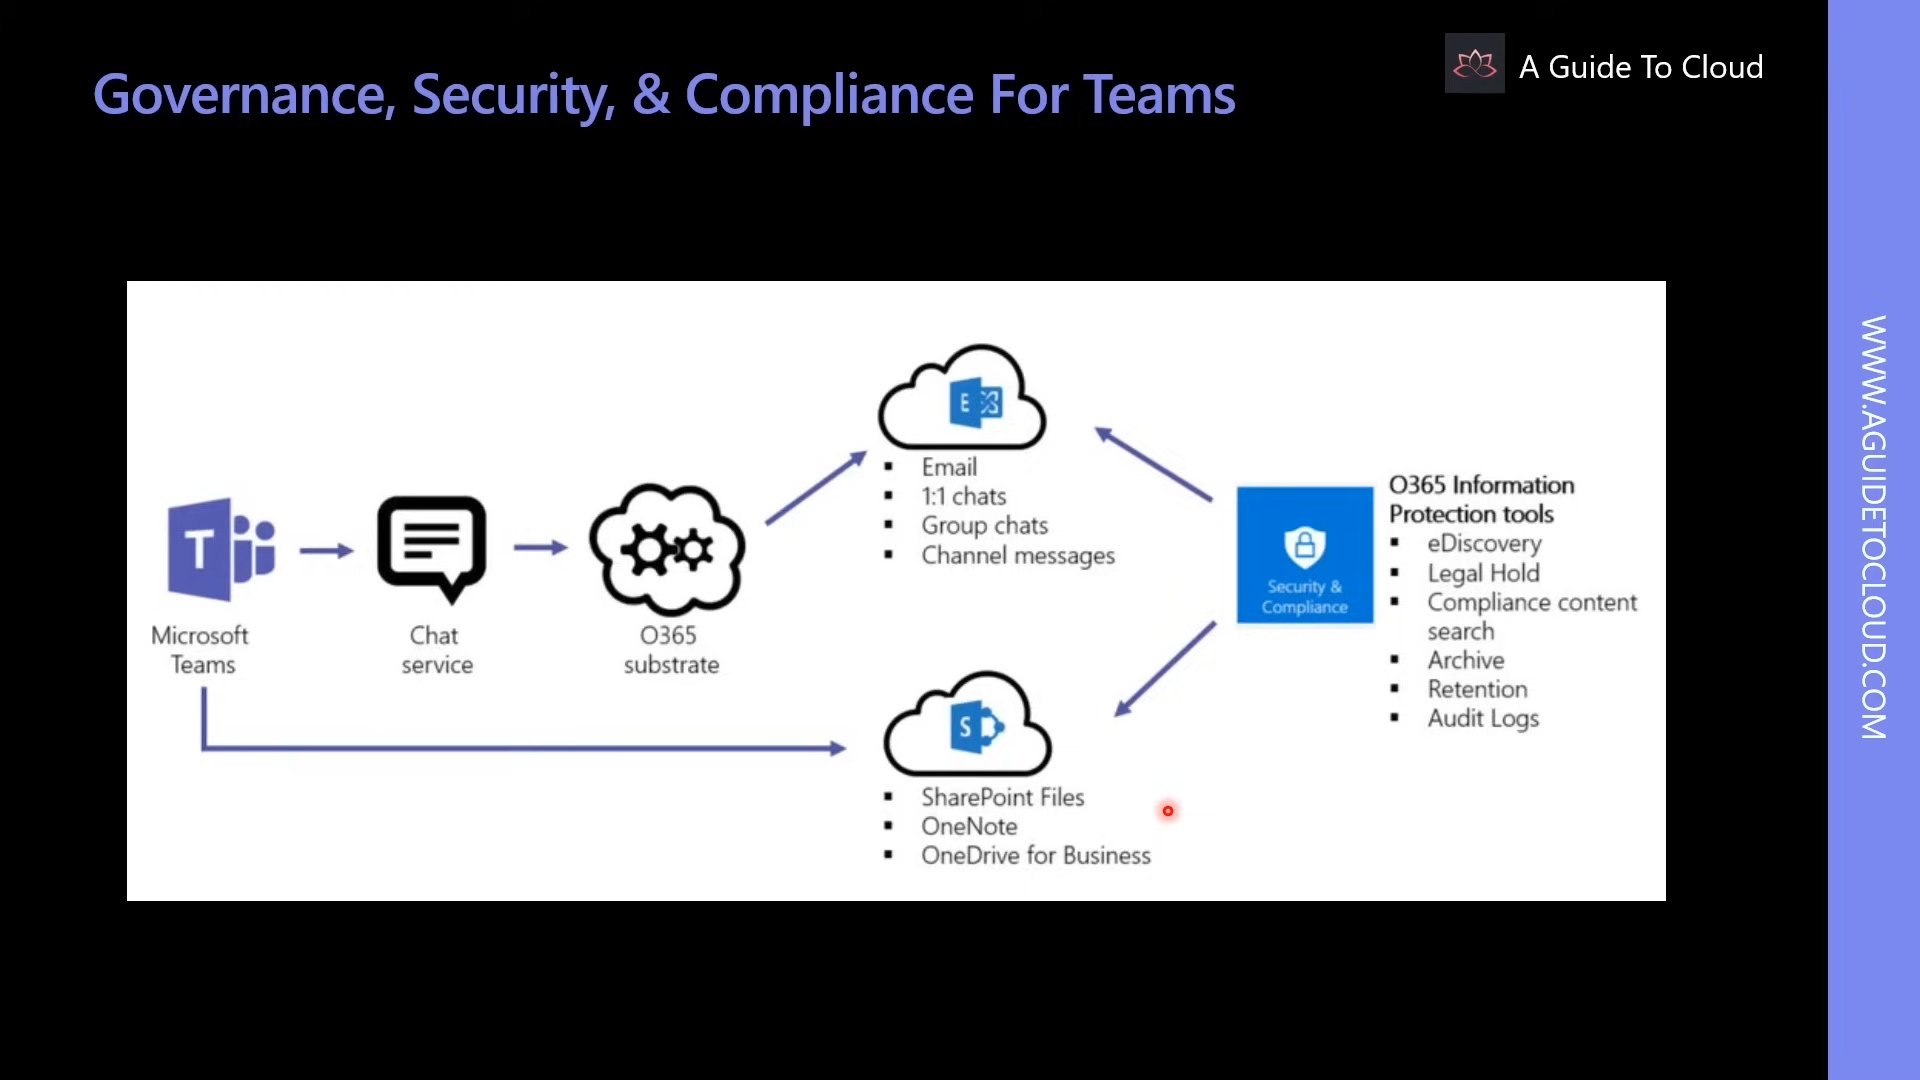 Governance, Security, & Compliance For Teams
A Guide To Cloud
WWW.AGUIDETOCLOUD.COM
T
Microsoft
Teams
Chat
service
O365
substrate
E
Email
1:1 chats
Group chats
Channel messages
S
SharePoint Files
OneNote
OneDrive for Business
Security &
Compliance
O365 Information
Protection tools
eDiscovery
Legal Hold
Compliance content
search
Archive
Retention
Audit Logs